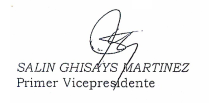 SALIN GHISAYS MARTINEZ
Primer Vicepresidente